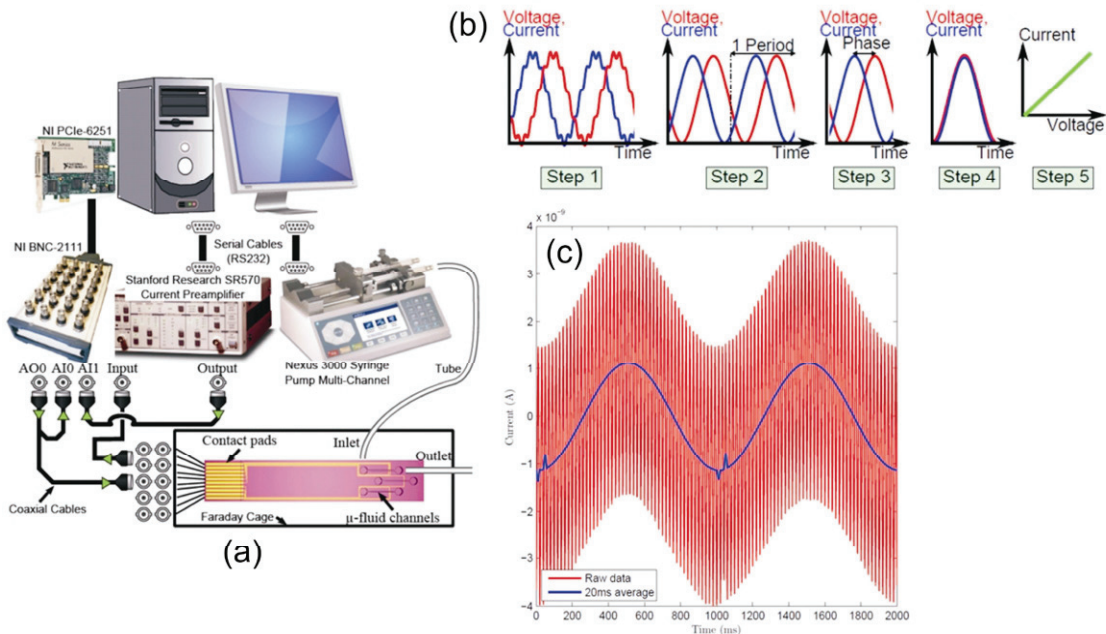 NI PCIe-6251
NI BNC-2111
Serial Cables
(RS232)
Stanford Research SR570
Current Preamplifier
Nexus 3000 Syringe
Pump Multi-Channel
Tube
AO0 AI0 AI1 Input Output
Contact pads
Inlet
Outlet
Coaxial Cables
Faraday Cage
μ-fluid channels
(a)
(b)
Voltage,
Current
Time
Step 1
Voltage,
Current
1 Period
Time
Step 2
Voltage,
Current
Phase
Time
Step 3
Voltage,
Current
Time
Step 4
Current
Voltage
Step 5
(c)
x 10⁻⁹
4
3
2
1
0
-1
-2
-3
-4
Current (A)
Raw data
20ms average
0 200 400 600 800 1000 1200 1400 1600 1800 2000
Time (ms)